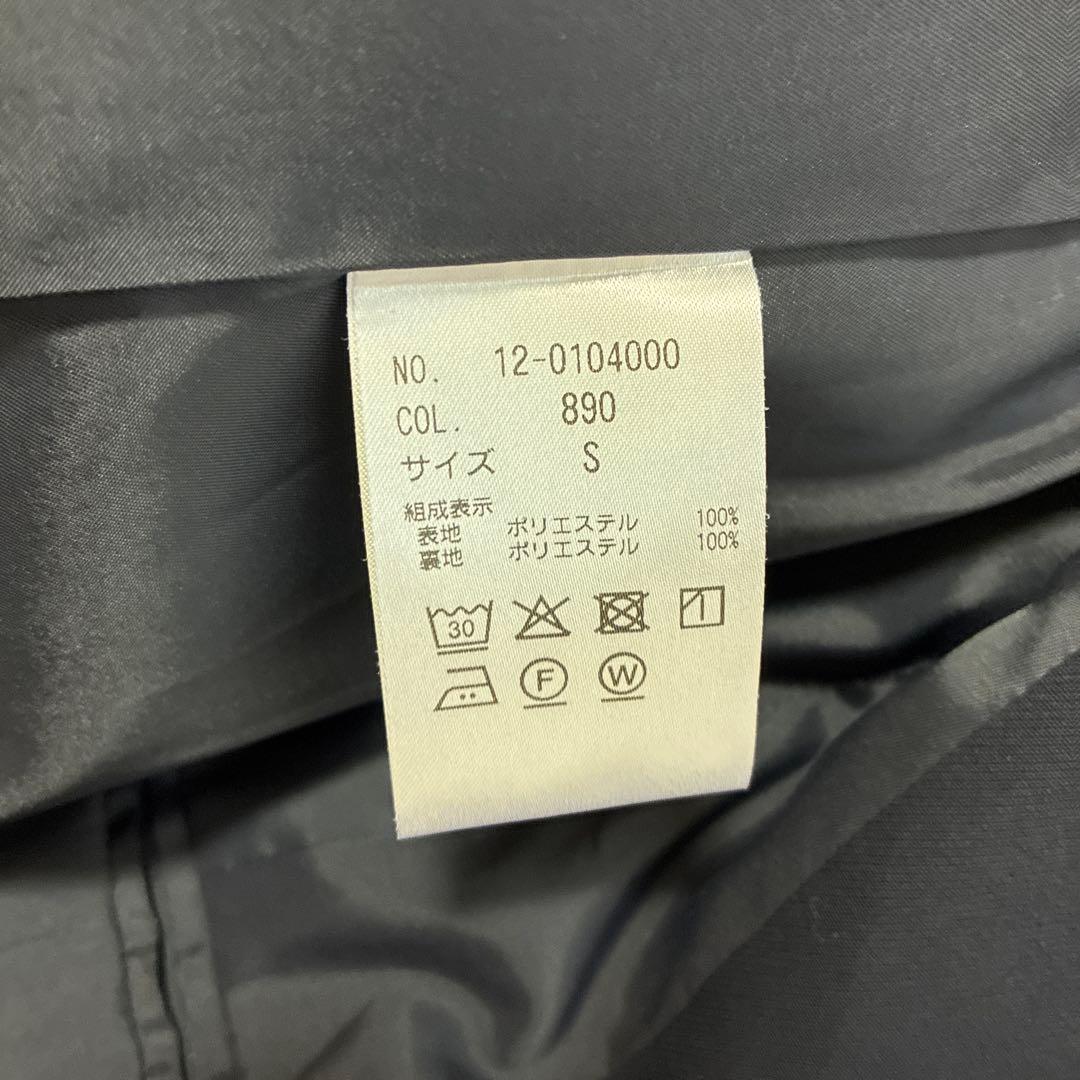 NO. 12-0104000
COL. 890
サイズ S
組成表示
表地 ポリエステル 100%
裏地 ポリエステル 100%
30
F W